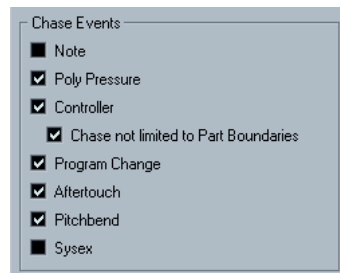 Chase Events
Note
Poly Pressure
Controller
Chase not limited to Part Boundaries
Program Change
Aftertouch
Pitchbend
Sysex